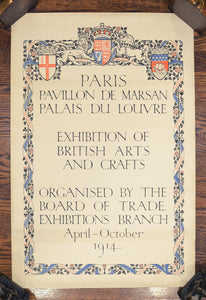 PARIS
PAVILLON DE MARSAN
PALAIS DU LOUVRE
EXHIBITION OF
BRITISH ARTS
AND CRAFTS
ORGANISED BY THE
BOARD OF TRADE
EXHIBITIONS BRANCH
April–October
1914